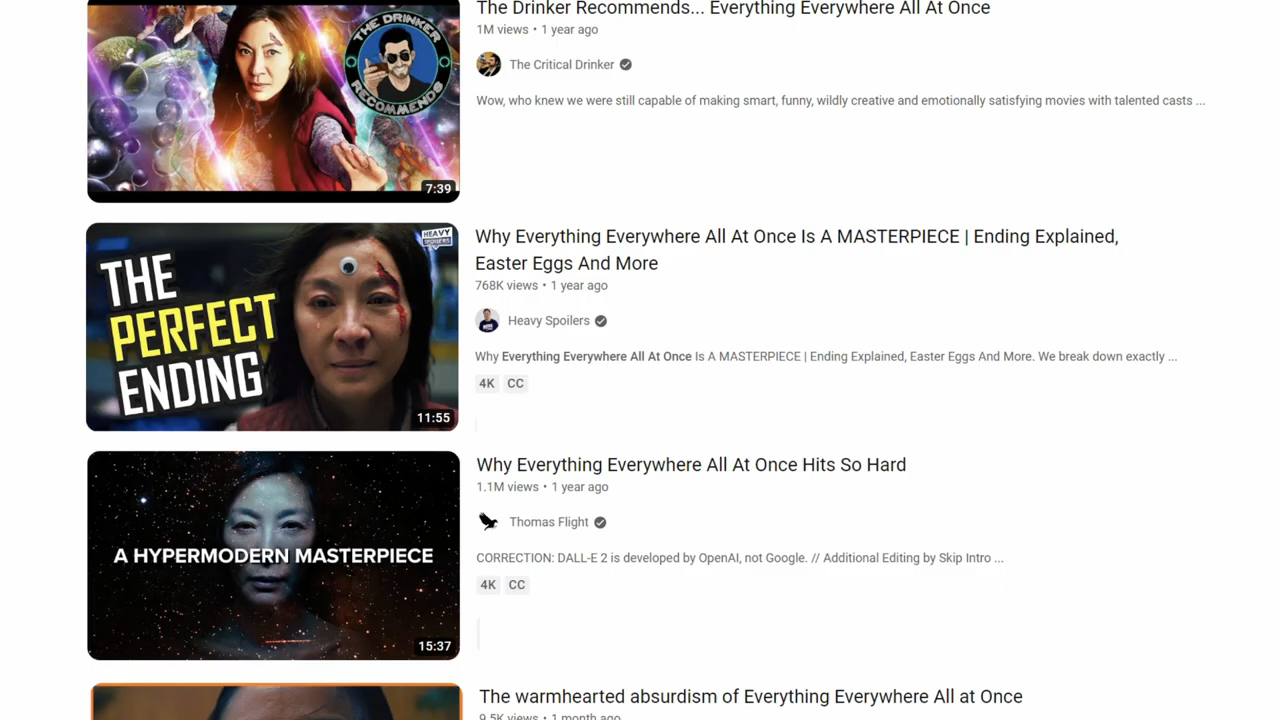 The Drinker Recommends... Everything Everywhere All At Once
1M views • 1 year ago
THE DRINKER
RECOMMENDS
The Critical Drinker
Wow, who knew we were still capable of making smart, funny, wildly creative and emotionally satisfying movies with talented casts ...
7:39
Why Everything Everywhere All At Once Is A MASTERPIECE | Ending Explained,
Easter Eggs And More
768K views • 1 year ago
HEAVY
SPOILERS
THE
PERFECT
ENDING
Heavy Spoilers
Why Everything Everywhere All At Once Is A MASTERPIECE | Ending Explained, Easter Eggs And More. We break down exactly ...
4K CC
11:55
Why Everything Everywhere All At Once Hits So Hard
1.1M views • 1 year ago
Thomas Flight
A HYPERMODERN MASTERPIECE
CORRECTION: DALL-E 2 is developed by OpenAI, not Google. // Additional Editing by Skip Intro ...
4K CC
15:37
The warmhearted absurdism of Everything Everywhere All at Once
9.5K views • 1 month ago